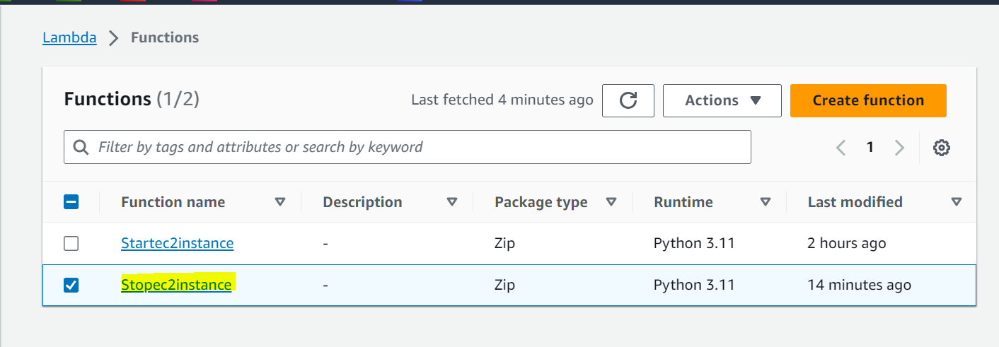 Lambda Functions
Functions (1/2) Last fetched 4 minutes ago Actions Create function
Filter by tags and attributes or search by keyword 1
Function name Description Package type Runtime Last modified
Startec2instance - Zip Python 3.11 2 hours ago
Stopec2instance - Zip Python 3.11 14 minutes ago